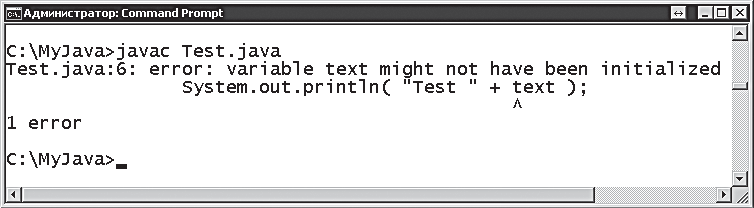 Администратор: Command Prompt
C:\MyJava>javac Test.java
Test.java:6: error: variable text might not have been initialized
                System.out.println( "Test " + text );
                                              ^
1 error
C:\MyJava>_